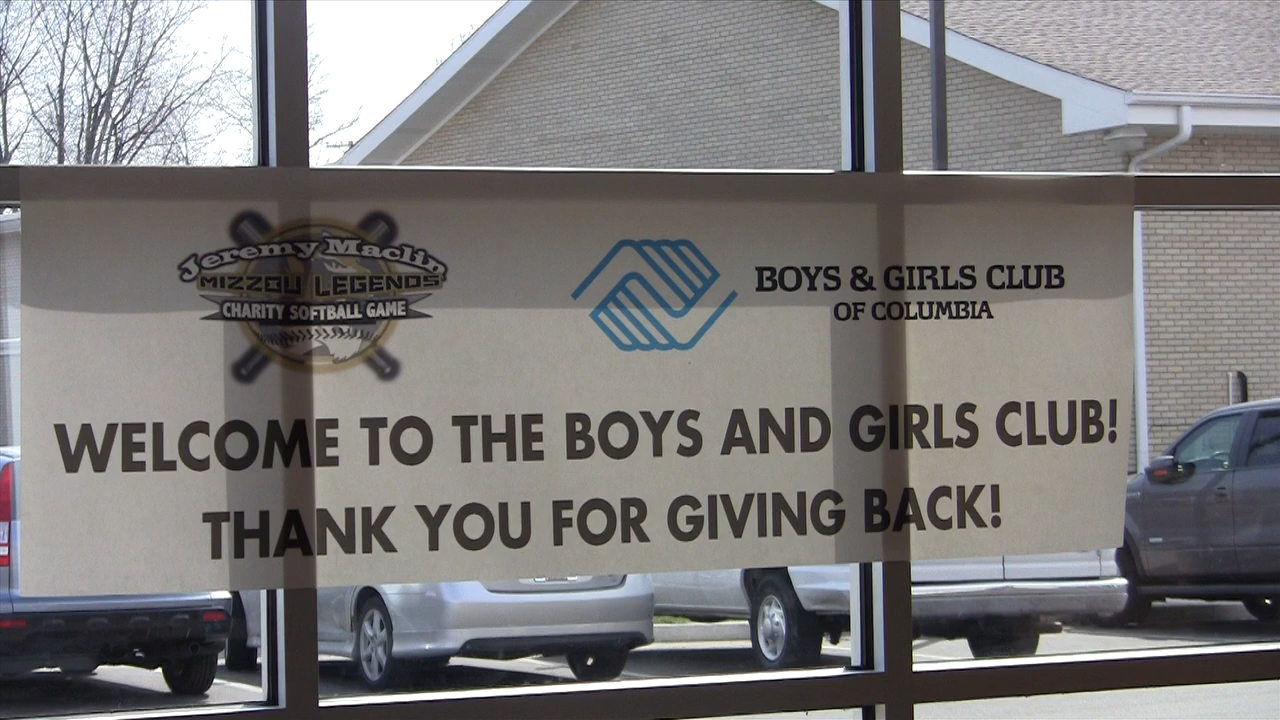 Jeremy Maclin
MIZZOU LEGENDS
CHARITY SOFTBALL GAME
BOYS & GIRLS CLUB
OF COLUMBIA
WELCOME TO THE BOYS AND GIRLS CLUB!
THANK YOU FOR GIVING BACK!